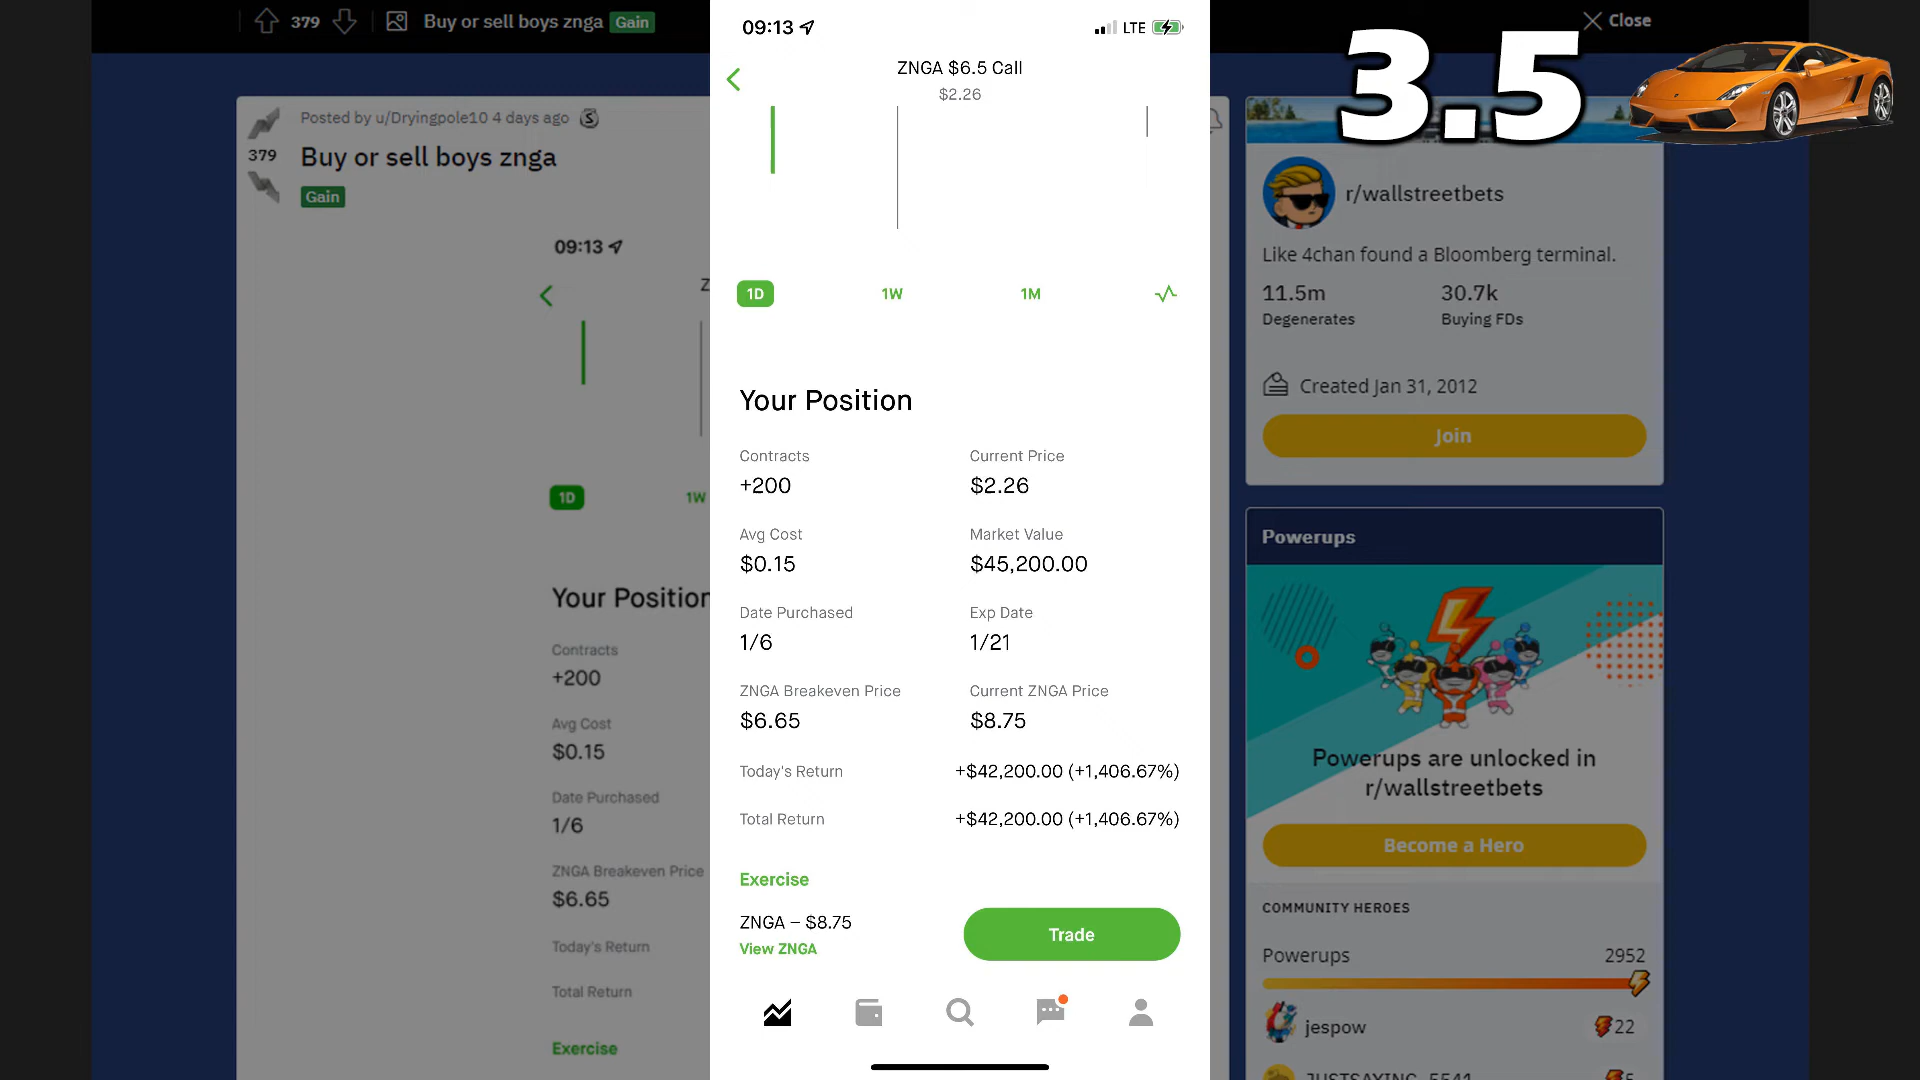 379
Buy or sell boys znga
Gain
Close
3.5
Posted by u/Dryingpole10 4 days ago
379
Buy or sell boys znga
Gain
09:13
1D
1W
Your Position
Contracts
+200
Avg Cost
$0.15
Date Purchased
1/6
ZNGA Breakeven Price
$6.65
Today's Return
Total Return
Exercise
09:13
LTE
ZNGA $6.5 Call
$2.26
1D
1W
1M
Your Position
Contracts
Current Price
+200
$2.26
Avg Cost
Market Value
$0.15
$45,200.00
Date Purchased
Exp Date
1/6
1/21
ZNGA Breakeven Price
Current ZNGA Price
$6.65
$8.75
Today's Return
+$42,200.00 (+1,406.67%)
Total Return
+$42,200.00 (+1,406.67%)
Exercise
ZNGA – $8.75
View ZNGA
Trade
r/wallstreetbets
Like 4chan found a Bloomberg terminal.
11.5m
30.7k
Degenerates
Buying FDs
Created Jan 31, 2012
Join
Powerups
Powerups are unlocked in
r/wallstreetbets
Become a Hero
COMMUNITY HEROES
Powerups
2952
jespow
22